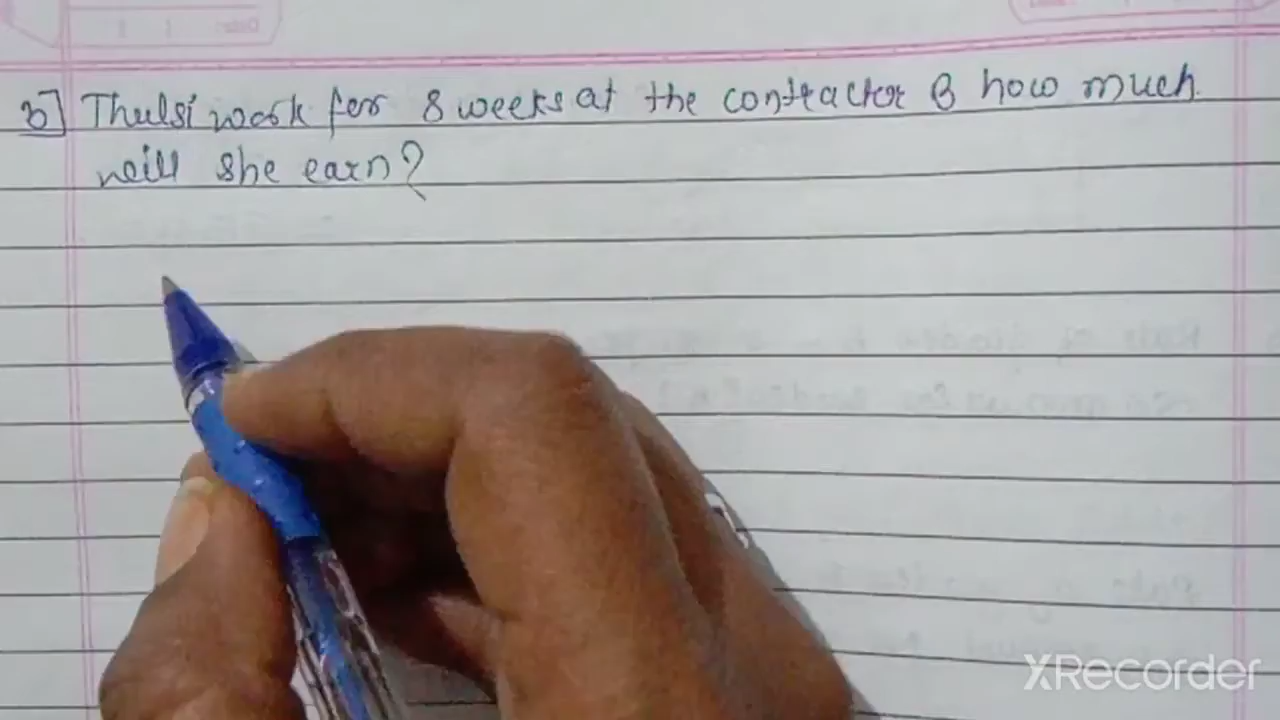 b] Thulsi work for 8 weeks at the contractor B how much
will she earn?
XRecorder